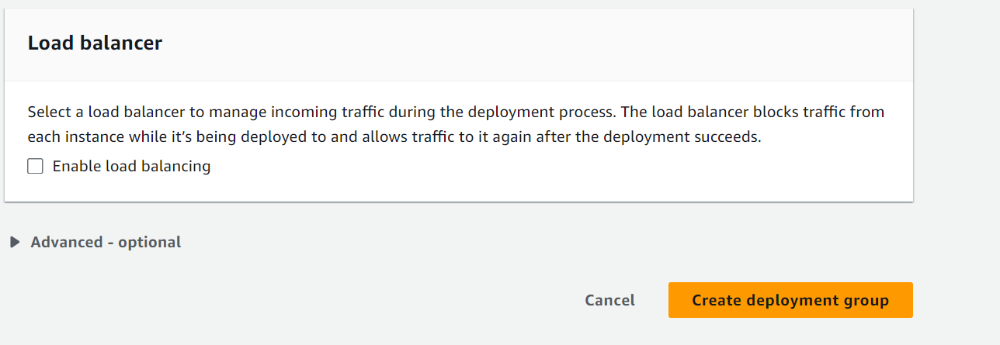 Load balancer
Select a load balancer to manage incoming traffic during the deployment process. The load balancer blocks traffic from
each instance while it’s being deployed to and allows traffic to it again after the deployment succeeds.
Enable load balancing
Advanced - optional
Cancel
Create deployment group